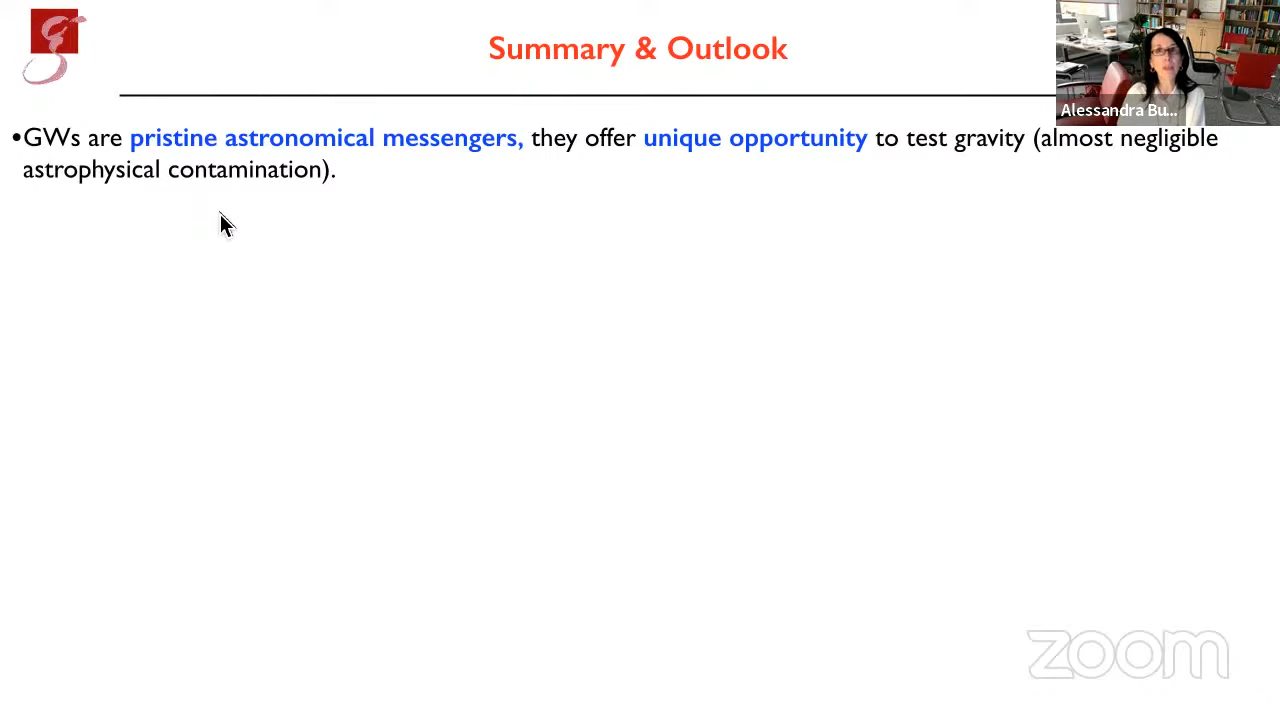 Summary & Outlook
Alessandra Bu...
•GWs are pristine astronomical messengers, they offer unique opportunity to test gravity (almost negligible
astrophysical contamination).
zoom